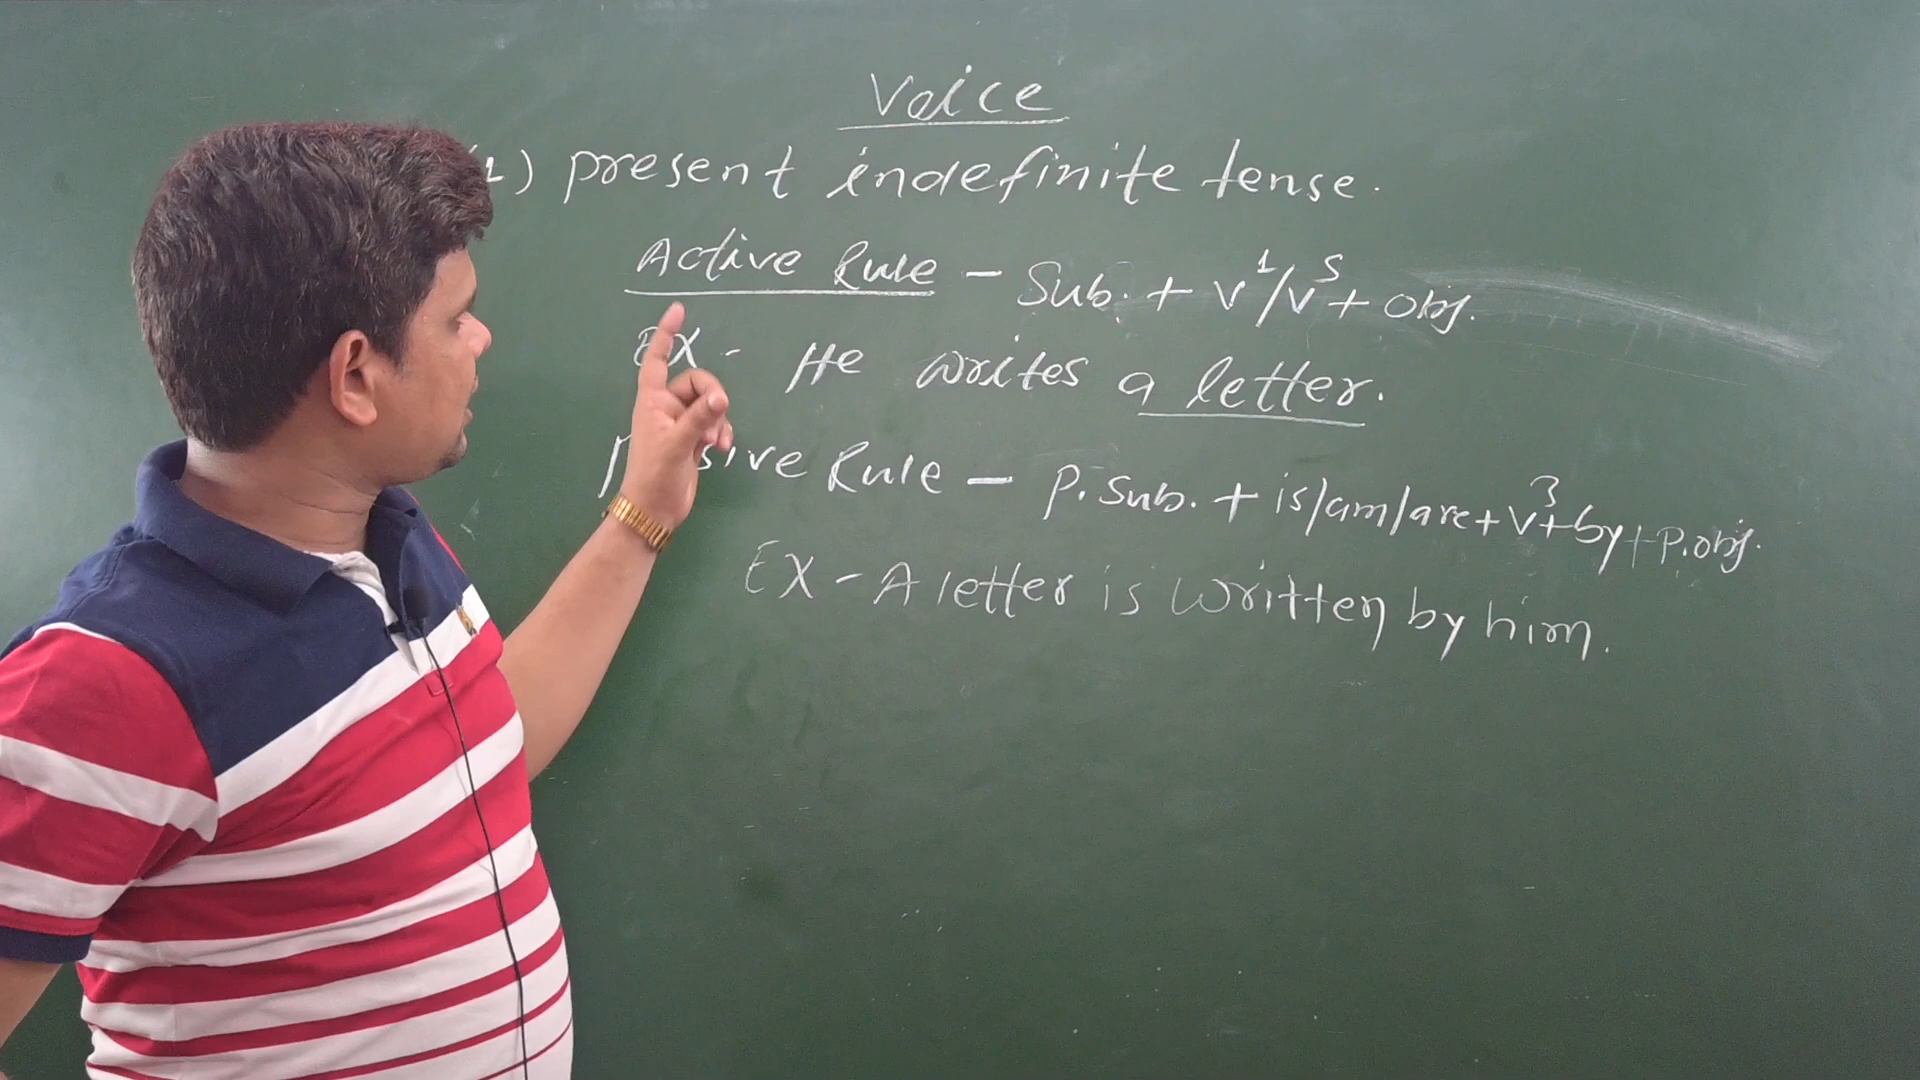 Voice
1) present indefinite tense.
Active Rule - Sub. + V¹/V⁵ + obj.
EX - He writes a letter.
Rule - P. Sub. + is/am/are + V³ + by + P. obj.
EX - A letter is written by him.